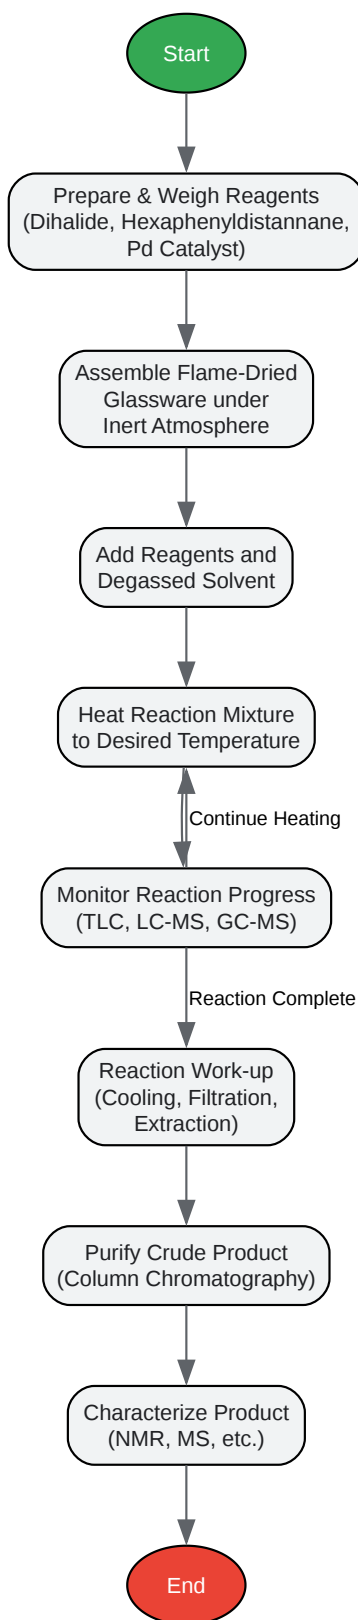 Start
Prepare & Weigh Reagents
(Dihalide, Hexaphenyldistannane,
Pd Catalyst)
Assemble Flame-Dried
Glassware under
Inert Atmosphere
Add Reagents and
Degassed Solvent
Heat Reaction Mixture
to Desired Temperature
Continue Heating
Monitor Reaction Progress
(TLC, LC-MS, GC-MS)
Reaction Complete
Reaction Work-up
(Cooling, Filtration,
Extraction)
Purify Crude Product
(Column Chromatography)
Characterize Product
(NMR, MS, etc.)
End